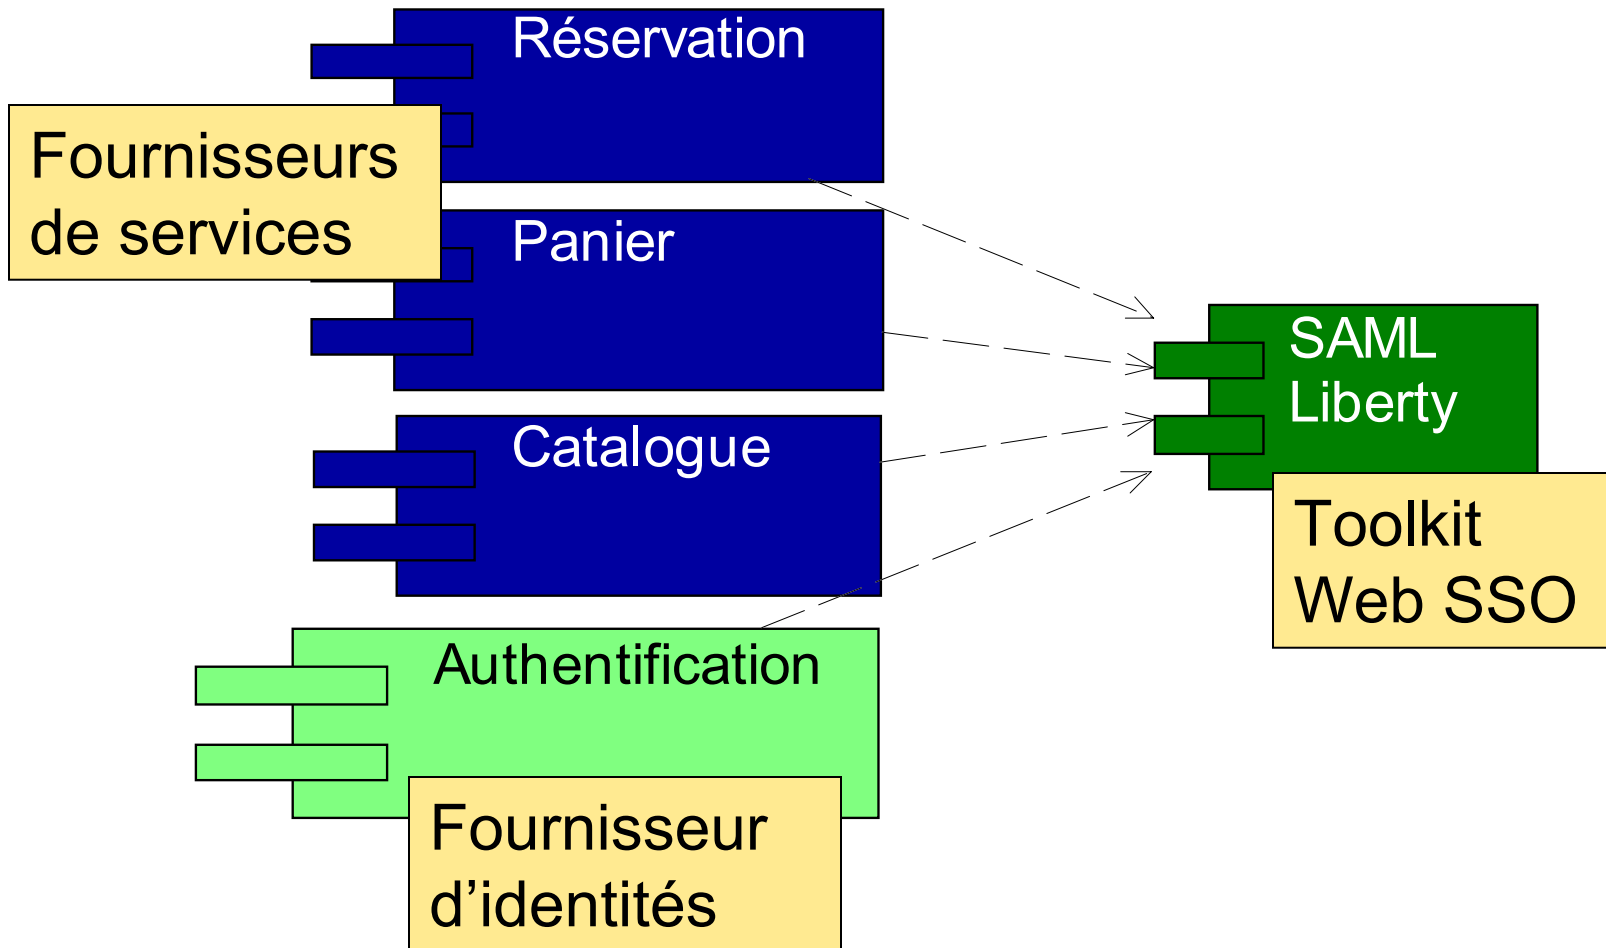 Réservation
Fournisseurs
de services
Panier
Catalogue
Authentification
Fournisseur
d’identités
SAML
Liberty
Toolkit
Web SSO